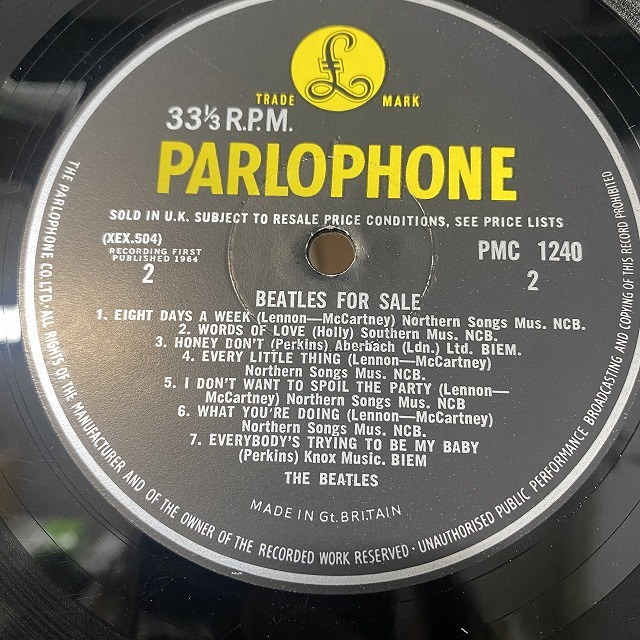 £
TRADE MARK
33⅓ R.P.M.
PARLOPHONE
SOLD IN U.K. SUBJECT TO RESALE PRICE CONDITIONS, SEE PRICE LISTS
(XEX.504)
RECORDING FIRST
PUBLISHED 1964
2
PMC 1240
2
BEATLES FOR SALE
1. EIGHT DAYS A WEEK (Lennon—McCartney) Northern Songs Mus. NCB.
2. WORDS OF LOVE (Holly) Southern Mus. NCB.
3. HONEY DON'T (Perkins) Aberbach (Ldn.) Ltd. BIEM.
4. EVERY LITTLE THING (Lennon—McCartney)
Northern Songs Mus. NCB.
5. I DON'T WANT TO SPOIL THE PARTY (Lennon—
McCartney) Northern Songs Mus. NCB
6. WHAT YOU'RE DOING (Lennon—McCartney)
Northern Songs Mus. NCB.
7. EVERYBODY'S TRYING TO BE MY BABY
(Perkins) Knox Music. BIEM
THE BEATLES
MADE IN Gt. BRITAIN
THE PARLOPHONE CO. LTD. ALL RIGHTS OF THE MANUFACTURER AND OF THE OWNER OF THE RECORDED WORK RESERVED · UNAUTHORISED PUBLIC PERFORMANCE BROADCASTING AND COPYING OF THIS RECORD PROHIBITED